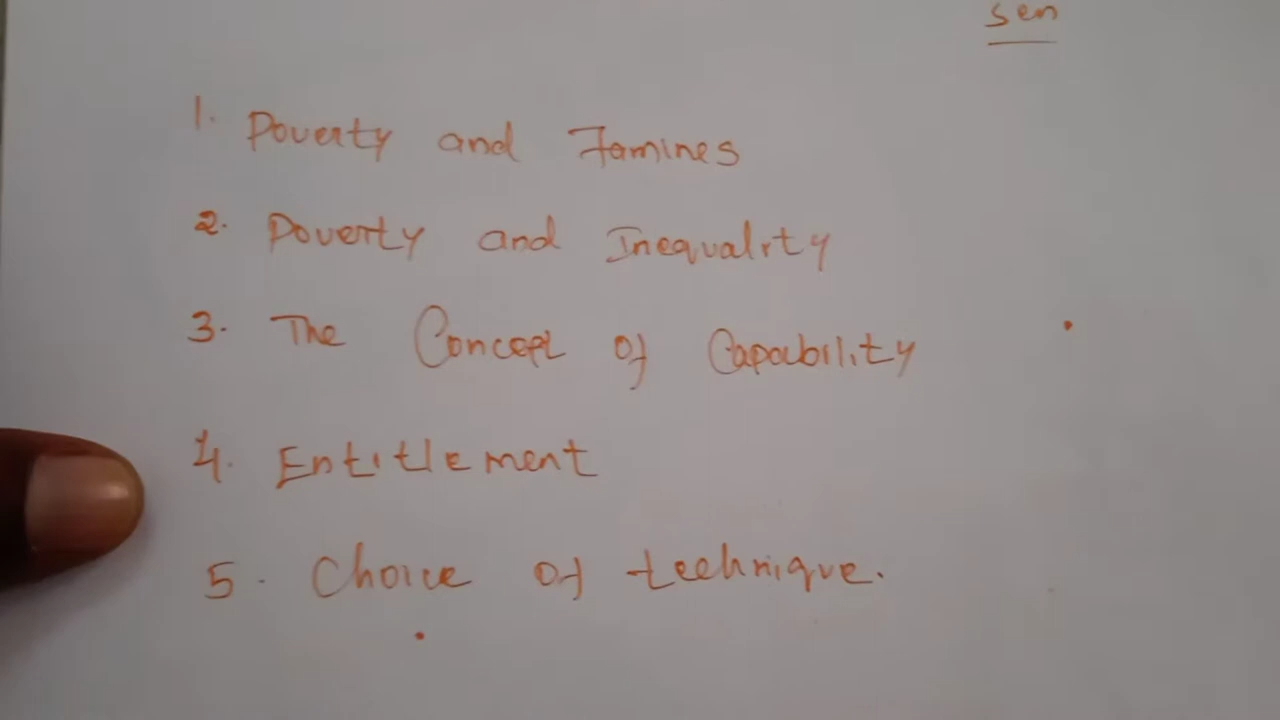 Sen
1. Poverty and Famines
2. Poverty and Inequality
3. The Concept of Capability
4. Entitlement
5. Choice of technique.